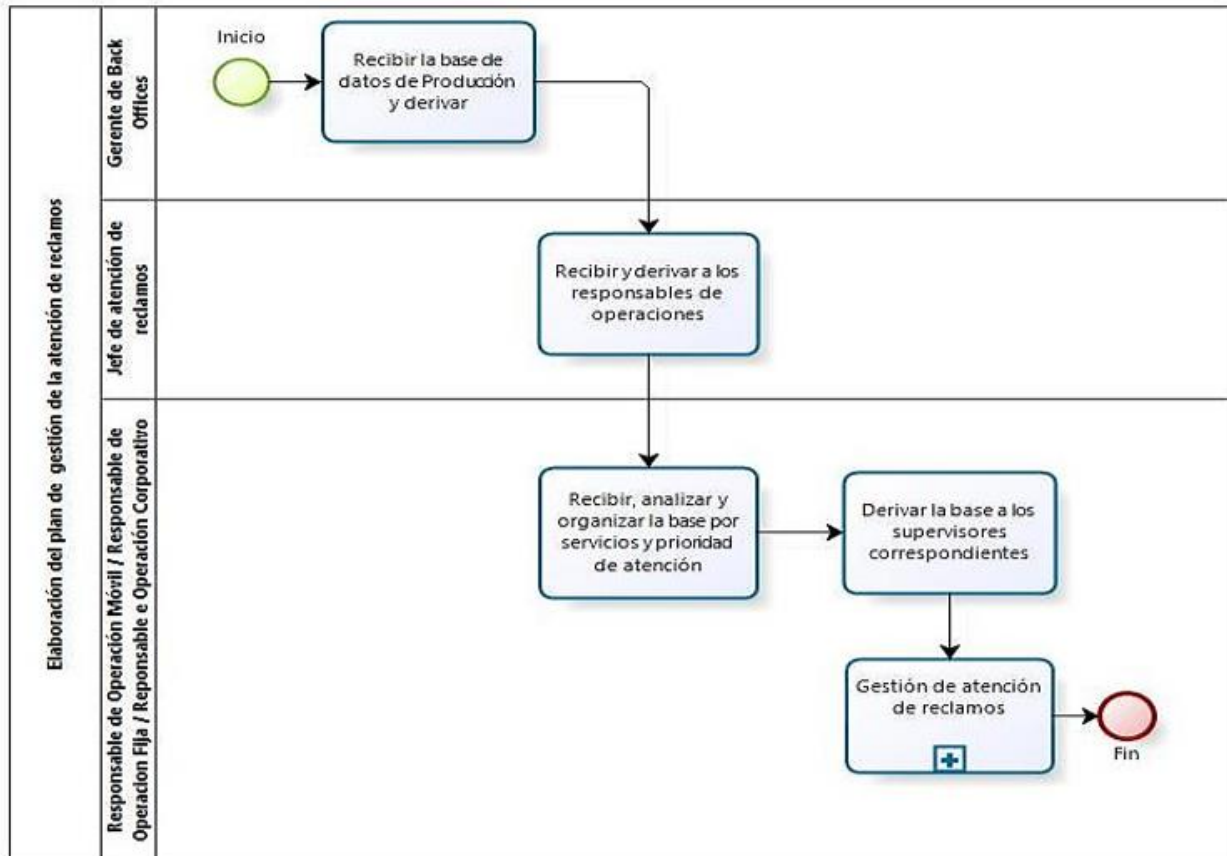 Elaboración del plan de gestión de la atención de reclamos
Gerente de Back
Offices
Inicio
Recibir la base de
datos de Producción
y derivar
Jefe de atención de
reclamos
Recibir y derivar a los
responsables de
operaciones
Responsable de Operación Móvil / Responsable de
Operacion Fija / Reponsable e Operación Corporativo
Recibir, analizar y
organizar la base por
servicios y prioridad
de atención
Derivar la base a los
supervisores
correspondientes
Gestión de atención
de reclamos
Fin